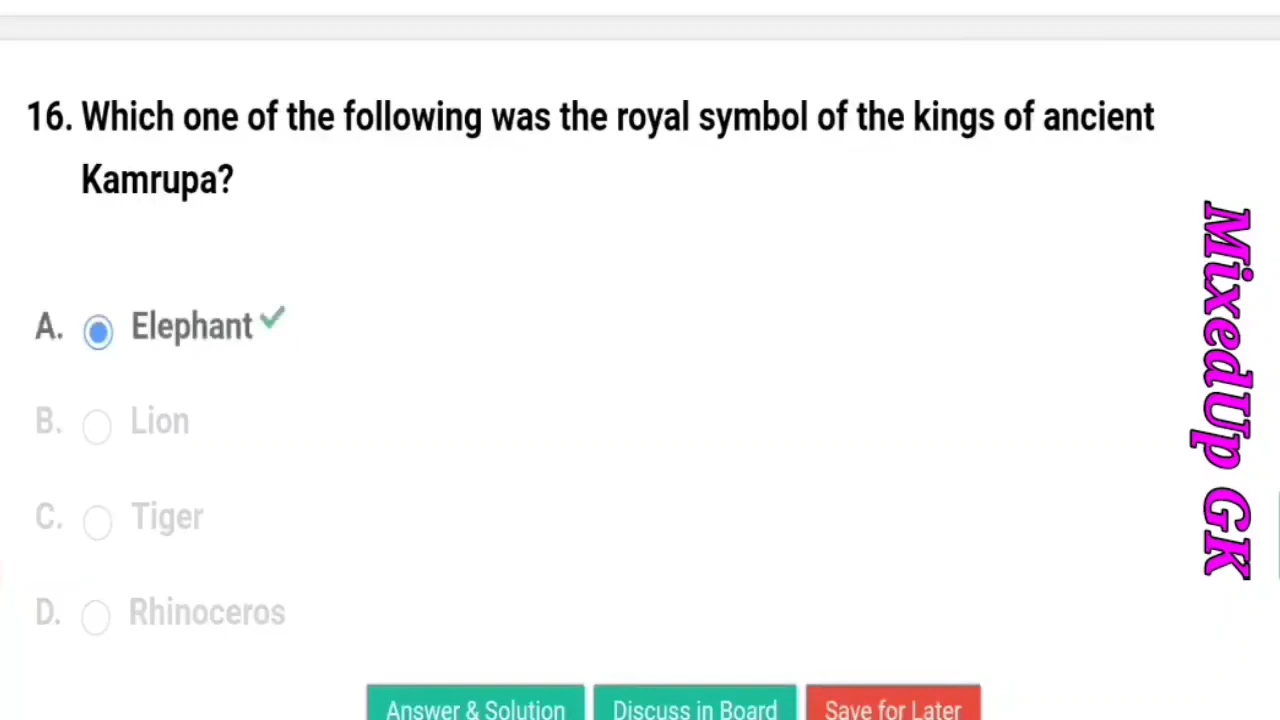 16. Which one of the following was the royal symbol of the kings of ancient
Kamrupa?
A. Elephant
B. Lion
C. Tiger
D. Rhinoceros
Answer & Solution
Discuss in Board
Save for Later
MixedUp GK